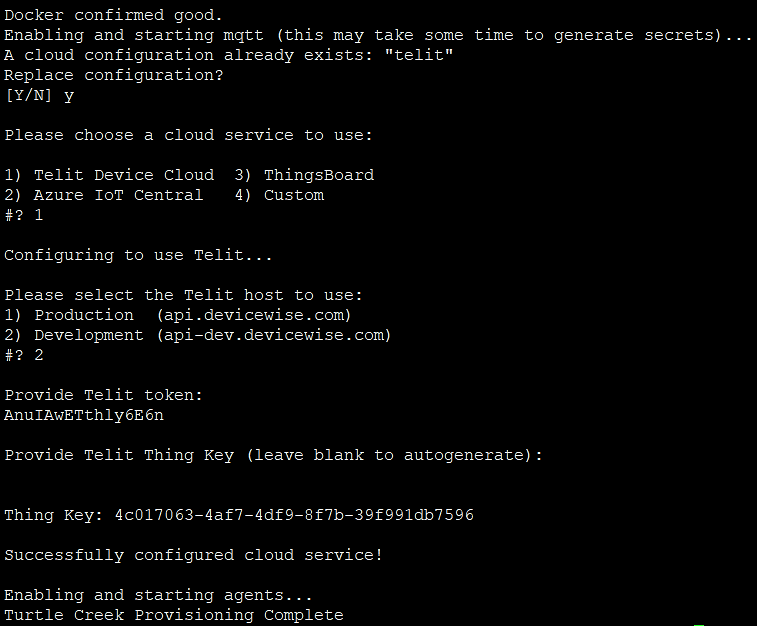 Docker confirmed good.
Enabling and starting mqtt (this may take some time to generate secrets)...
A cloud configuration already exists: "telit"
Replace configuration?
[Y/N] y
Please choose a cloud service to use:
1) Telit Device Cloud  3) ThingsBoard
2) Azure IoT Central   4) Custom
#? 1
Configuring to use Telit...
Please select the Telit host to use:
1) Production  (api.devicewise.com)
2) Development (api-dev.devicewise.com)
#? 2
Provide Telit token:
AnuIAwETthly6E6n
Provide Telit Thing Key (leave blank to autogenerate):
Thing Key: 4c017063-4af7-4df9-8f7b-39f991db7596
Successfully configured cloud service!
Enabling and starting agents...
Turtle Creek Provisioning Complete